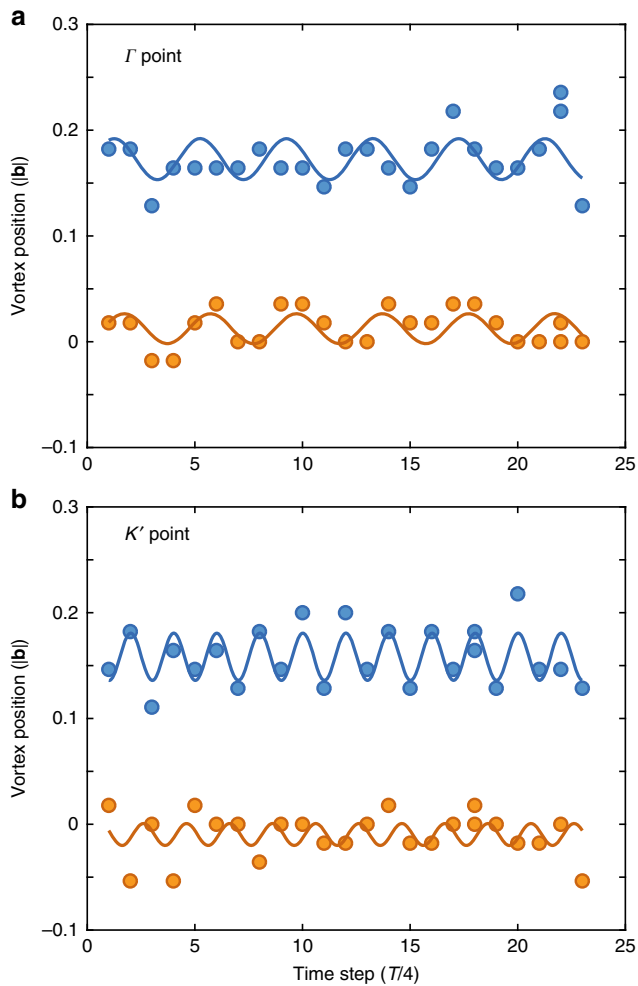 a
0.3
0.2
0.1
0
−0.1
Vortex position (|b|)
Γ point
0 5 10 15 20 25
b
0.3
0.2
0.1
0
−0.1
Vortex position (|b|)
K′ point
0 5 10 15 20 25
Time step (T/4)